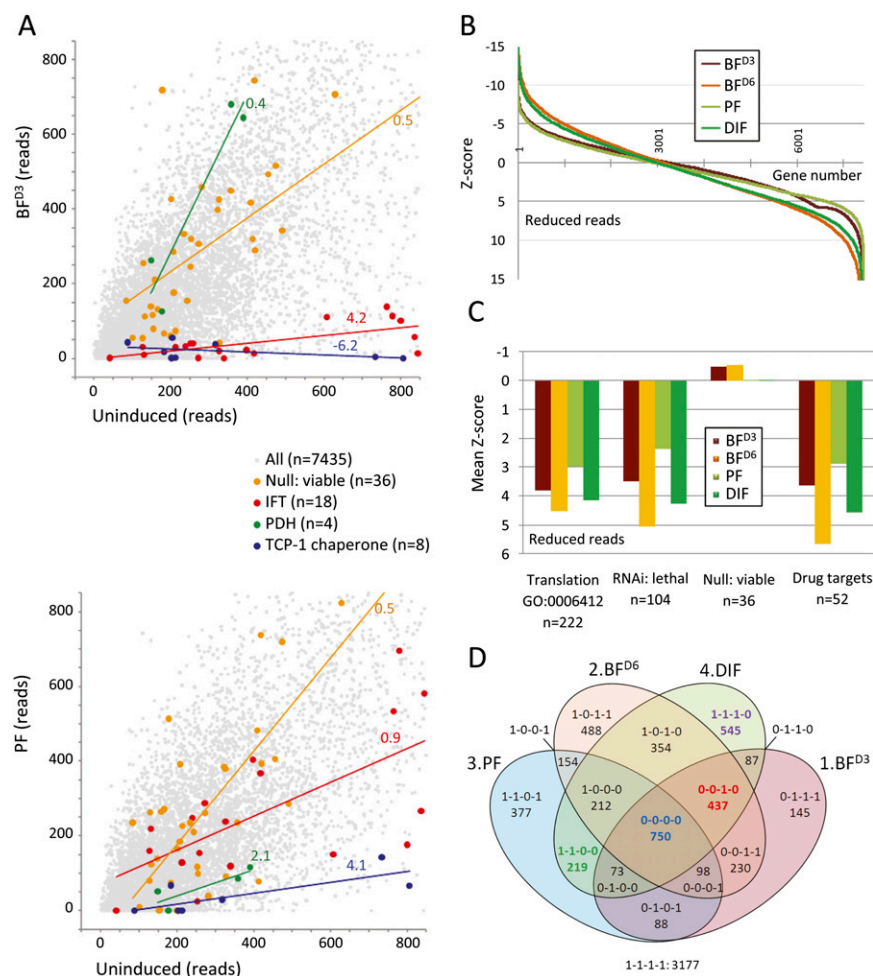 A
BF^D3 (reads)
800
600
400
200
0
0.4
0.5
4.2
-6.2
0 200 400 600 800
Uninduced (reads)
All (n=7435)
Null: viable (n=36)
IFT (n=18)
PDH (n=4)
TCP-1 chaperone (n=8)
PF (reads)
800
600
400
200
0
0.5
0.9
2.1
4.1
0 200 400 600 800
Uninduced (reads)
B
Z-score
-15
-10
-5
0
5
10
15
BF^D3
BF^D6
PF
DIF
1 3001 6001
Gene number
Reduced reads
C
Mean Z-score
-1
0
1
2
3
4
5
6
BF^D3
BF^D6
PF
DIF
Reduced reads
Translation
GO:0006412
n=222
RNAi: lethal
n=104
Null: viable
n=36
Drug targets
n=52
D
2.BF^D6
4.DIF
3.PF
1.BF^D3
1-0-1-1
488
1-0-1-0
354
1-1-1-0
545
1-0-0-1
154
0-1-1-0
87
1-1-0-1
377
1-0-0-0
212
0-0-1-0
437
0-1-1-1
145
0-0-0-0
750
1-1-0-0
219
73
0-1-0-0
98
0-0-0-1
0-0-1-1
230
0-1-0-1
88
1-1-1-1: 3177